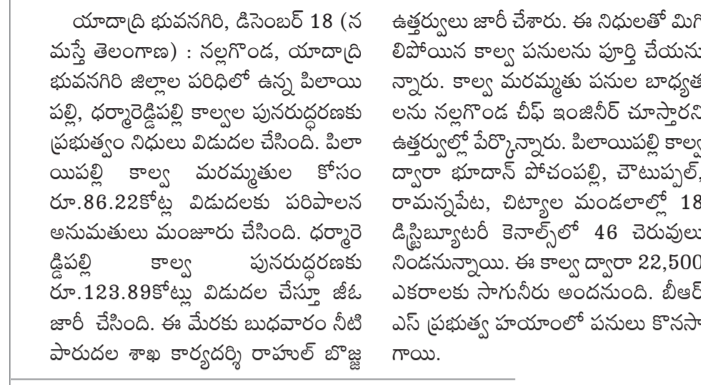 యాదాద్రి భువనగిరి, డిసెంబర్ 18 (న
మస్తే తెలంగాణ) : నల్లగొండ, యాదాద్రి
భువనగిరి జిల్లాల పరిధిలో ఉన్న పిలాయి
పల్లి, ధర్మారెడ్డిపల్లి కాల్వల పునరుద్ధరణకు
ప్రభుత్వం నిధులు విడుదల చేసింది. పిలా
యిపల్లి కాల్వ మరమ్మతుల కోసం
రూ.86.22కోట్ల విడుదలకు పరిపాలన
అనుమతులు మంజూరు చేసింది. ధర్మారె
డ్డిపల్లి కాల్వ పునరుద్ధరణకు
రూ.123.89కోట్లు విడుదల చేస్తూ జీఓ
జారీ చేసింది. ఈ మేరకు బుధవారం నీటి
పారుదల శాఖ కార్యదర్శి రాహుల్ బొజ్జ
ఉత్తర్వులు జారీ చేశారు. ఈ నిధులతో మిగి
లిపోయిన కాల్వ పనులను పూర్తి చేయను
న్నారు. కాల్వ మరమ్మతు పనుల బాధ్యత
లను నల్లగొండ చీఫ్ ఇంజినీర్ చూస్తారని
ఉత్తర్వుల్లో పేర్కొన్నారు. పిలాయిపల్లి కాల్వ
ద్వారా భూదాన్ పోచంపల్లి, చౌటుప్పల్,
రామన్నపేట, చిట్యాల మండలాల్లో 18
డిస్ట్రిబ్యూటరీ కెనాల్స్‌లో 46 చెరువులు
నిండనున్నాయి. ఈ కాల్వ ద్వారా 22,500
ఎకరాలకు సాగునీరు అందనుంది. బీఆర్
ఎస్ ప్రభుత్వ హయాంలో పనులు కొనసా
గాయి.